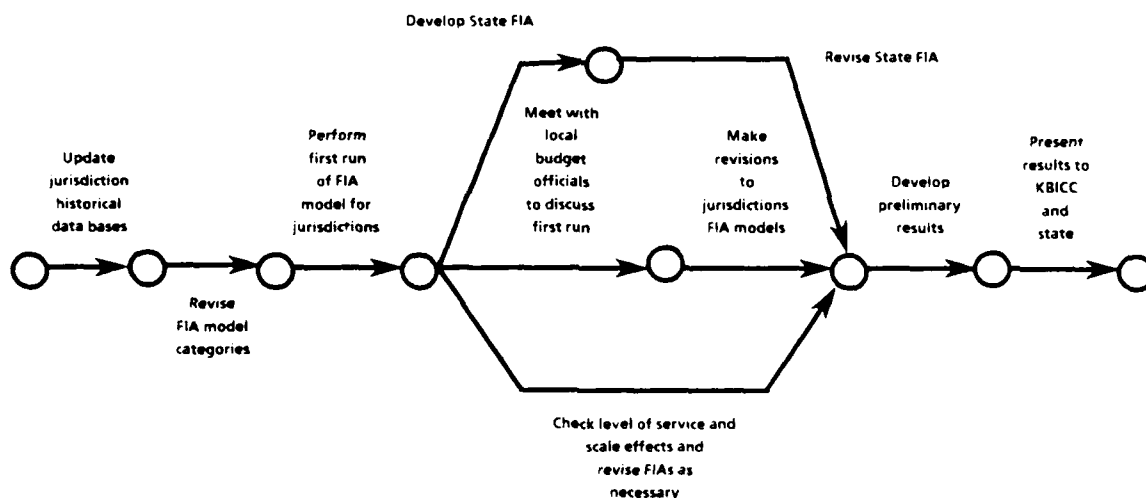 Develop State FIA
Revise State FIA
Update
jurisdiction
historical
data bases
Revise
FIA model
categories
Perform
first run
of FIA
model for
jurisdictions
Meet with
local
budget
officials
to discuss
first run
Make
revisions
to
jurisdictions
FIA models
Check level of service and
scale effects and
revise FIAs as
necessary
Develop
preliminary
results
Present
results to
KBICC
and
state